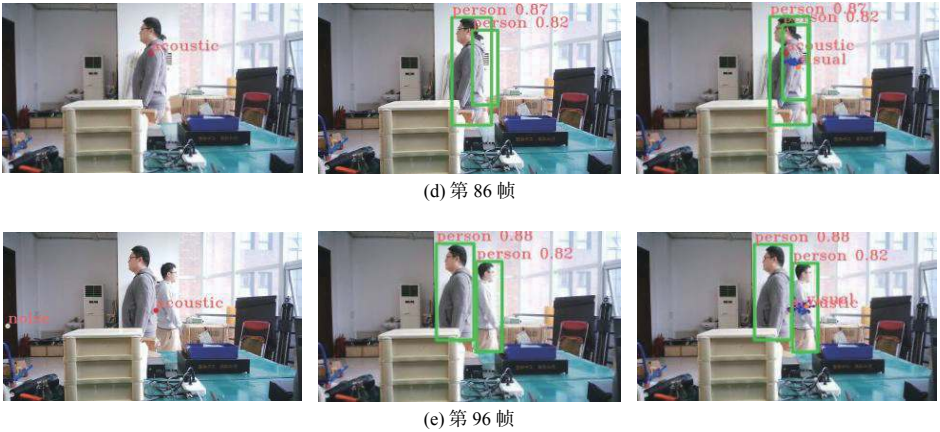 person 0.87
person 0.82
acoustic
person 0.87
person 0.82
acoustic
visual
(d) 第 86 帧
person 0.88
person 0.82
noise
acoustic
person 0.88
person 0.82
visual
acoustic
(e) 第 96 帧